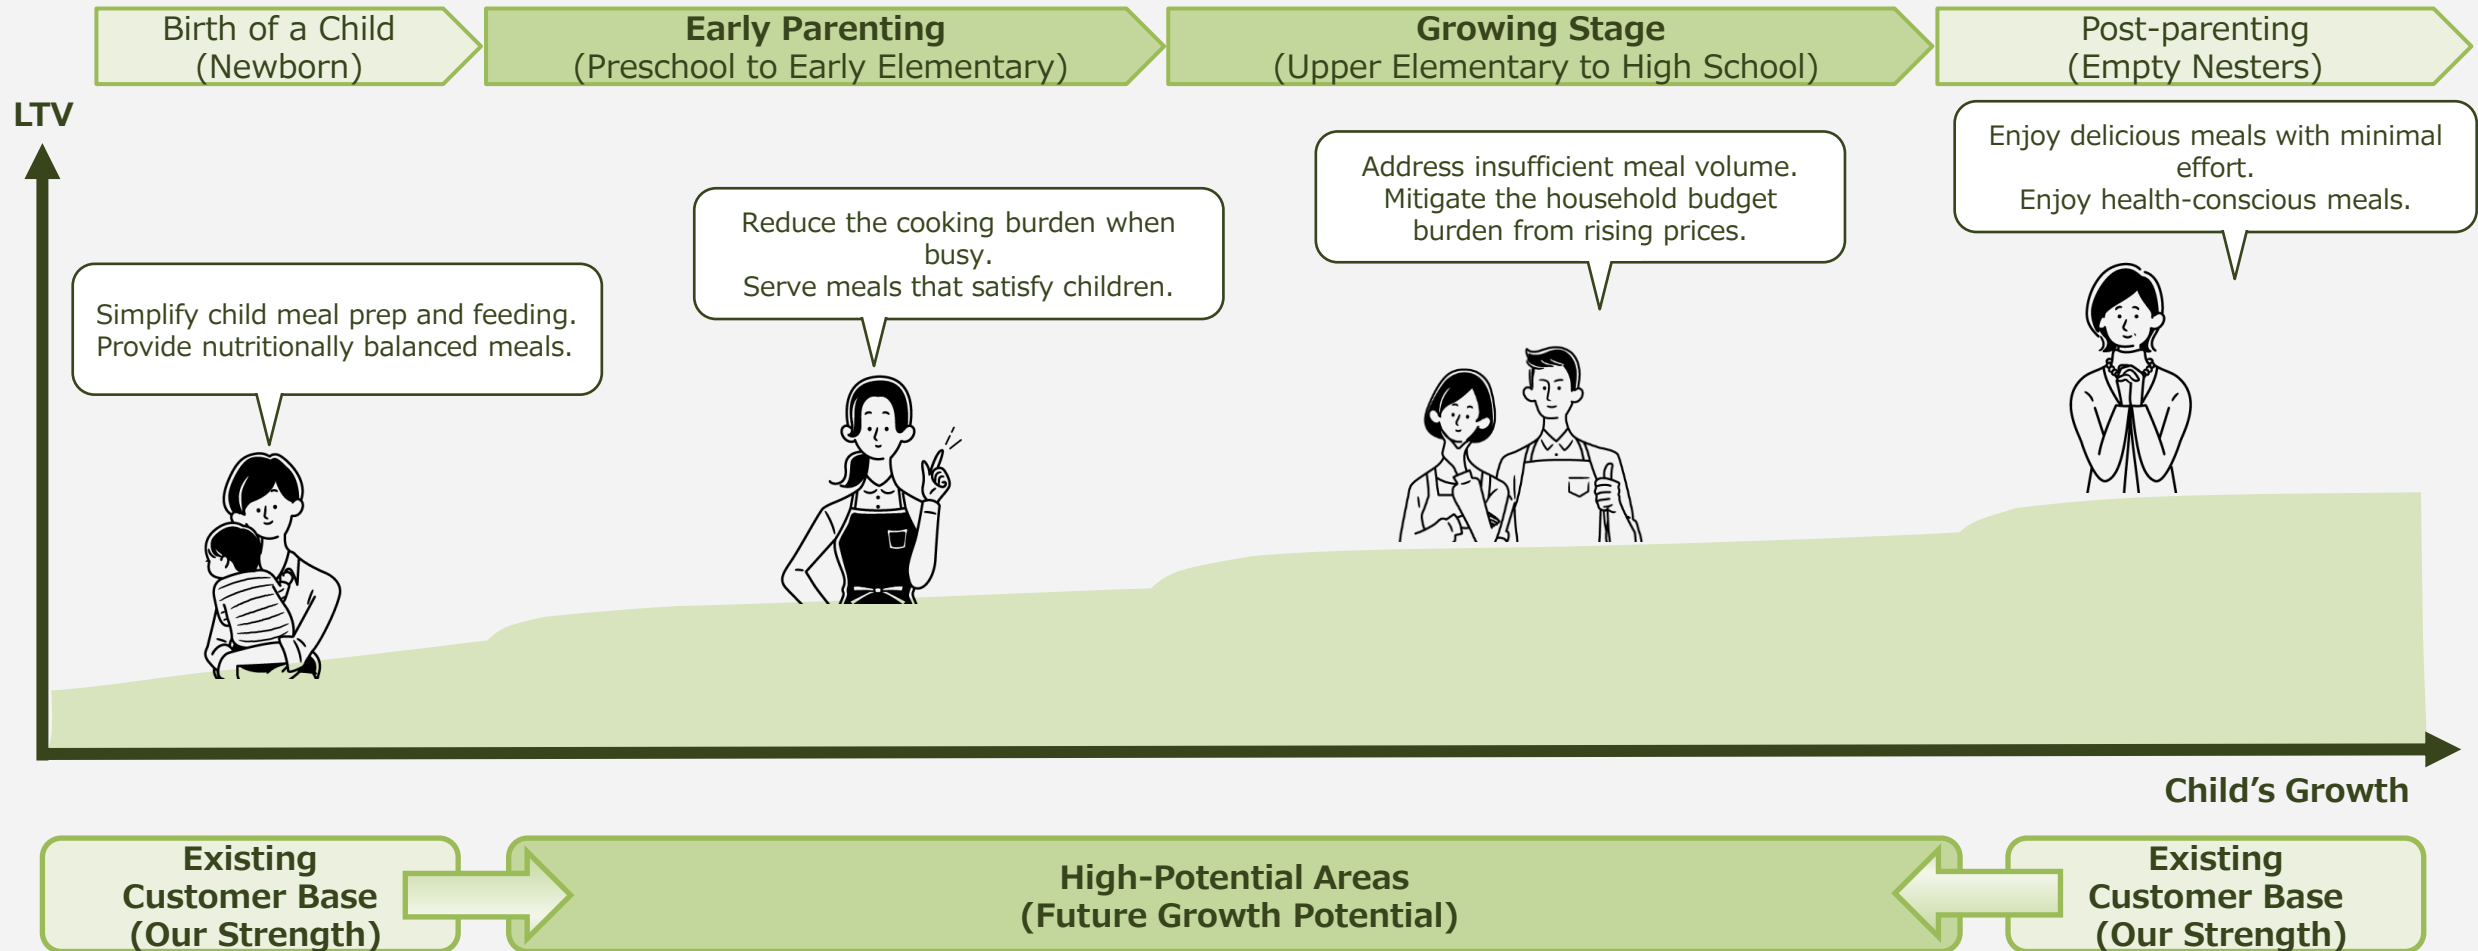 Birth of a Child
(Newborn)
Early Parenting
(Preschool to Early Elementary)
Growing Stage
(Upper Elementary to High School)
Post-parenting
(Empty Nesters)
LTV
Simplify child meal prep and feeding.
Provide nutritionally balanced meals.
Reduce the cooking burden when
busy.
Serve meals that satisfy children.
Address insufficient meal volume.
Mitigate the household budget
burden from rising prices.
Enjoy delicious meals with minimal
effort.
Enjoy health-conscious meals.
Child’s Growth
Existing
Customer Base
(Our Strength)
High-Potential Areas
(Future Growth Potential)
Existing
Customer Base
(Our Strength)